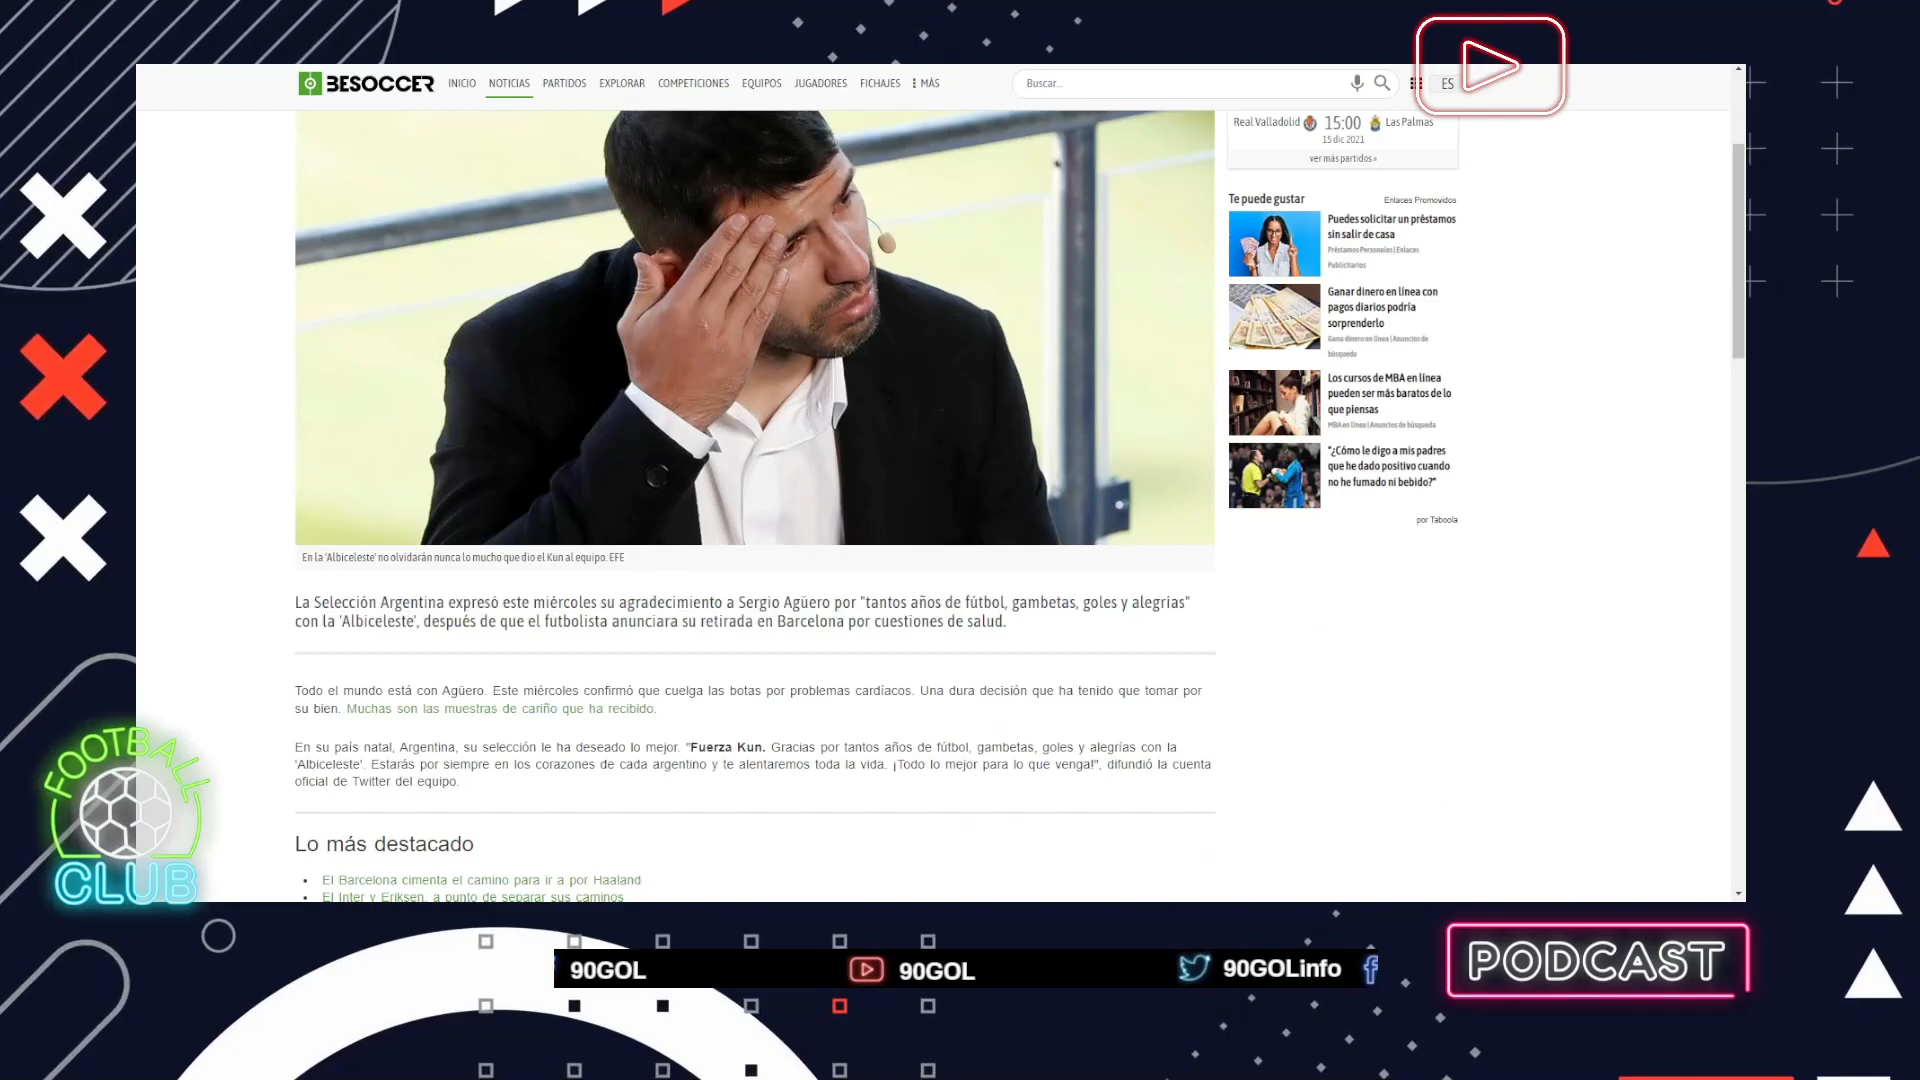 BESOCCER INICIO NOTICIAS PARTIDOS EXPLORAR COMPETICIONES EQUIPOS JUGADORES FICHAJES MÁS Buscar... ES
Real Valladolid 15:00 Las Palmas
15 dic 2021
ver más partidos »
Te puede gustar Enlaces Promovidos
Puedes solicitar un préstamos
sin salir de casa
Préstamos Personales | Enlaces
Publicitarios
Ganar dinero en línea con
pagos diarios podría
sorprenderlo
Gana dinero en línea | Anuncios de
búsqueda
Los cursos de MBA en línea
pueden ser más baratos de lo
que piensas
MBA en línea | Anuncios de búsqueda
"¿Cómo le digo a mis padres
que he dado positivo cuando
no he fumado ni bebido?"
por Taboola
En la 'Albiceleste' no olvidarán nunca lo mucho que dio el Kun al equipo. EFE
La Selección Argentina expresó este miércoles su agradecimiento a Sergio Agüero por "tantos años de fútbol, gambetas, goles y alegrías"
con la 'Albiceleste', después de que el futbolista anunciara su retirada en Barcelona por cuestiones de salud.
Todo el mundo está con Agüero. Este miércoles confirmó que cuelga las botas por problemas cardíacos. Una dura decisión que ha tenido que tomar por
su bien. Muchas son las muestras de cariño que ha recibido.
En su país natal, Argentina, su selección le ha deseado lo mejor. "Fuerza Kun. Gracias por tantos años de fútbol, gambetas, goles y alegrías con la
'Albiceleste'. Estarás por siempre en los corazones de cada argentino y te alentaremos toda la vida. ¡Todo lo mejor para lo que venga!", difundió la cuenta
oficial de Twitter del equipo.
Lo más destacado
El Barcelona cimenta el camino para ir a por Haaland
El Inter y Eriksen, a punto de separar sus caminos
FOOTBALL
CLUB
90GOL 90GOL 90GOLinfo
PODCAST